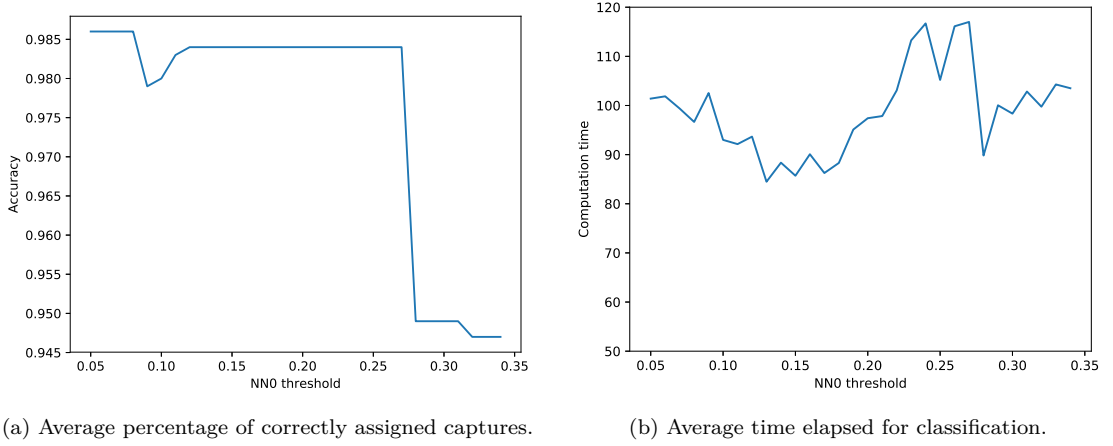 0.985
0.980
0.975
0.970
0.965
0.960
0.955
0.950
0.945
Accuracy
0.05 0.10 0.15 0.20 0.25 0.30 0.35
NN0 threshold
(a) Average percentage of correctly assigned captures.
120
110
100
90
80
70
60
50
Computation time
0.05 0.10 0.15 0.20 0.25 0.30 0.35
NN0 threshold
(b) Average time elapsed for classification.